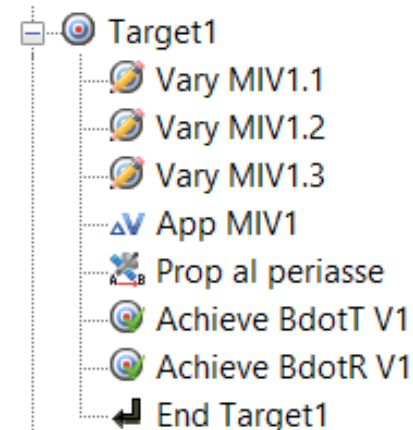 Target1
Vary MIV1.1
Vary MIV1.2
Vary MIV1.3
ΔV App MIV1
A B Prop al periasse
Achieve BdotT V1
Achieve BdotR V1
End Target1